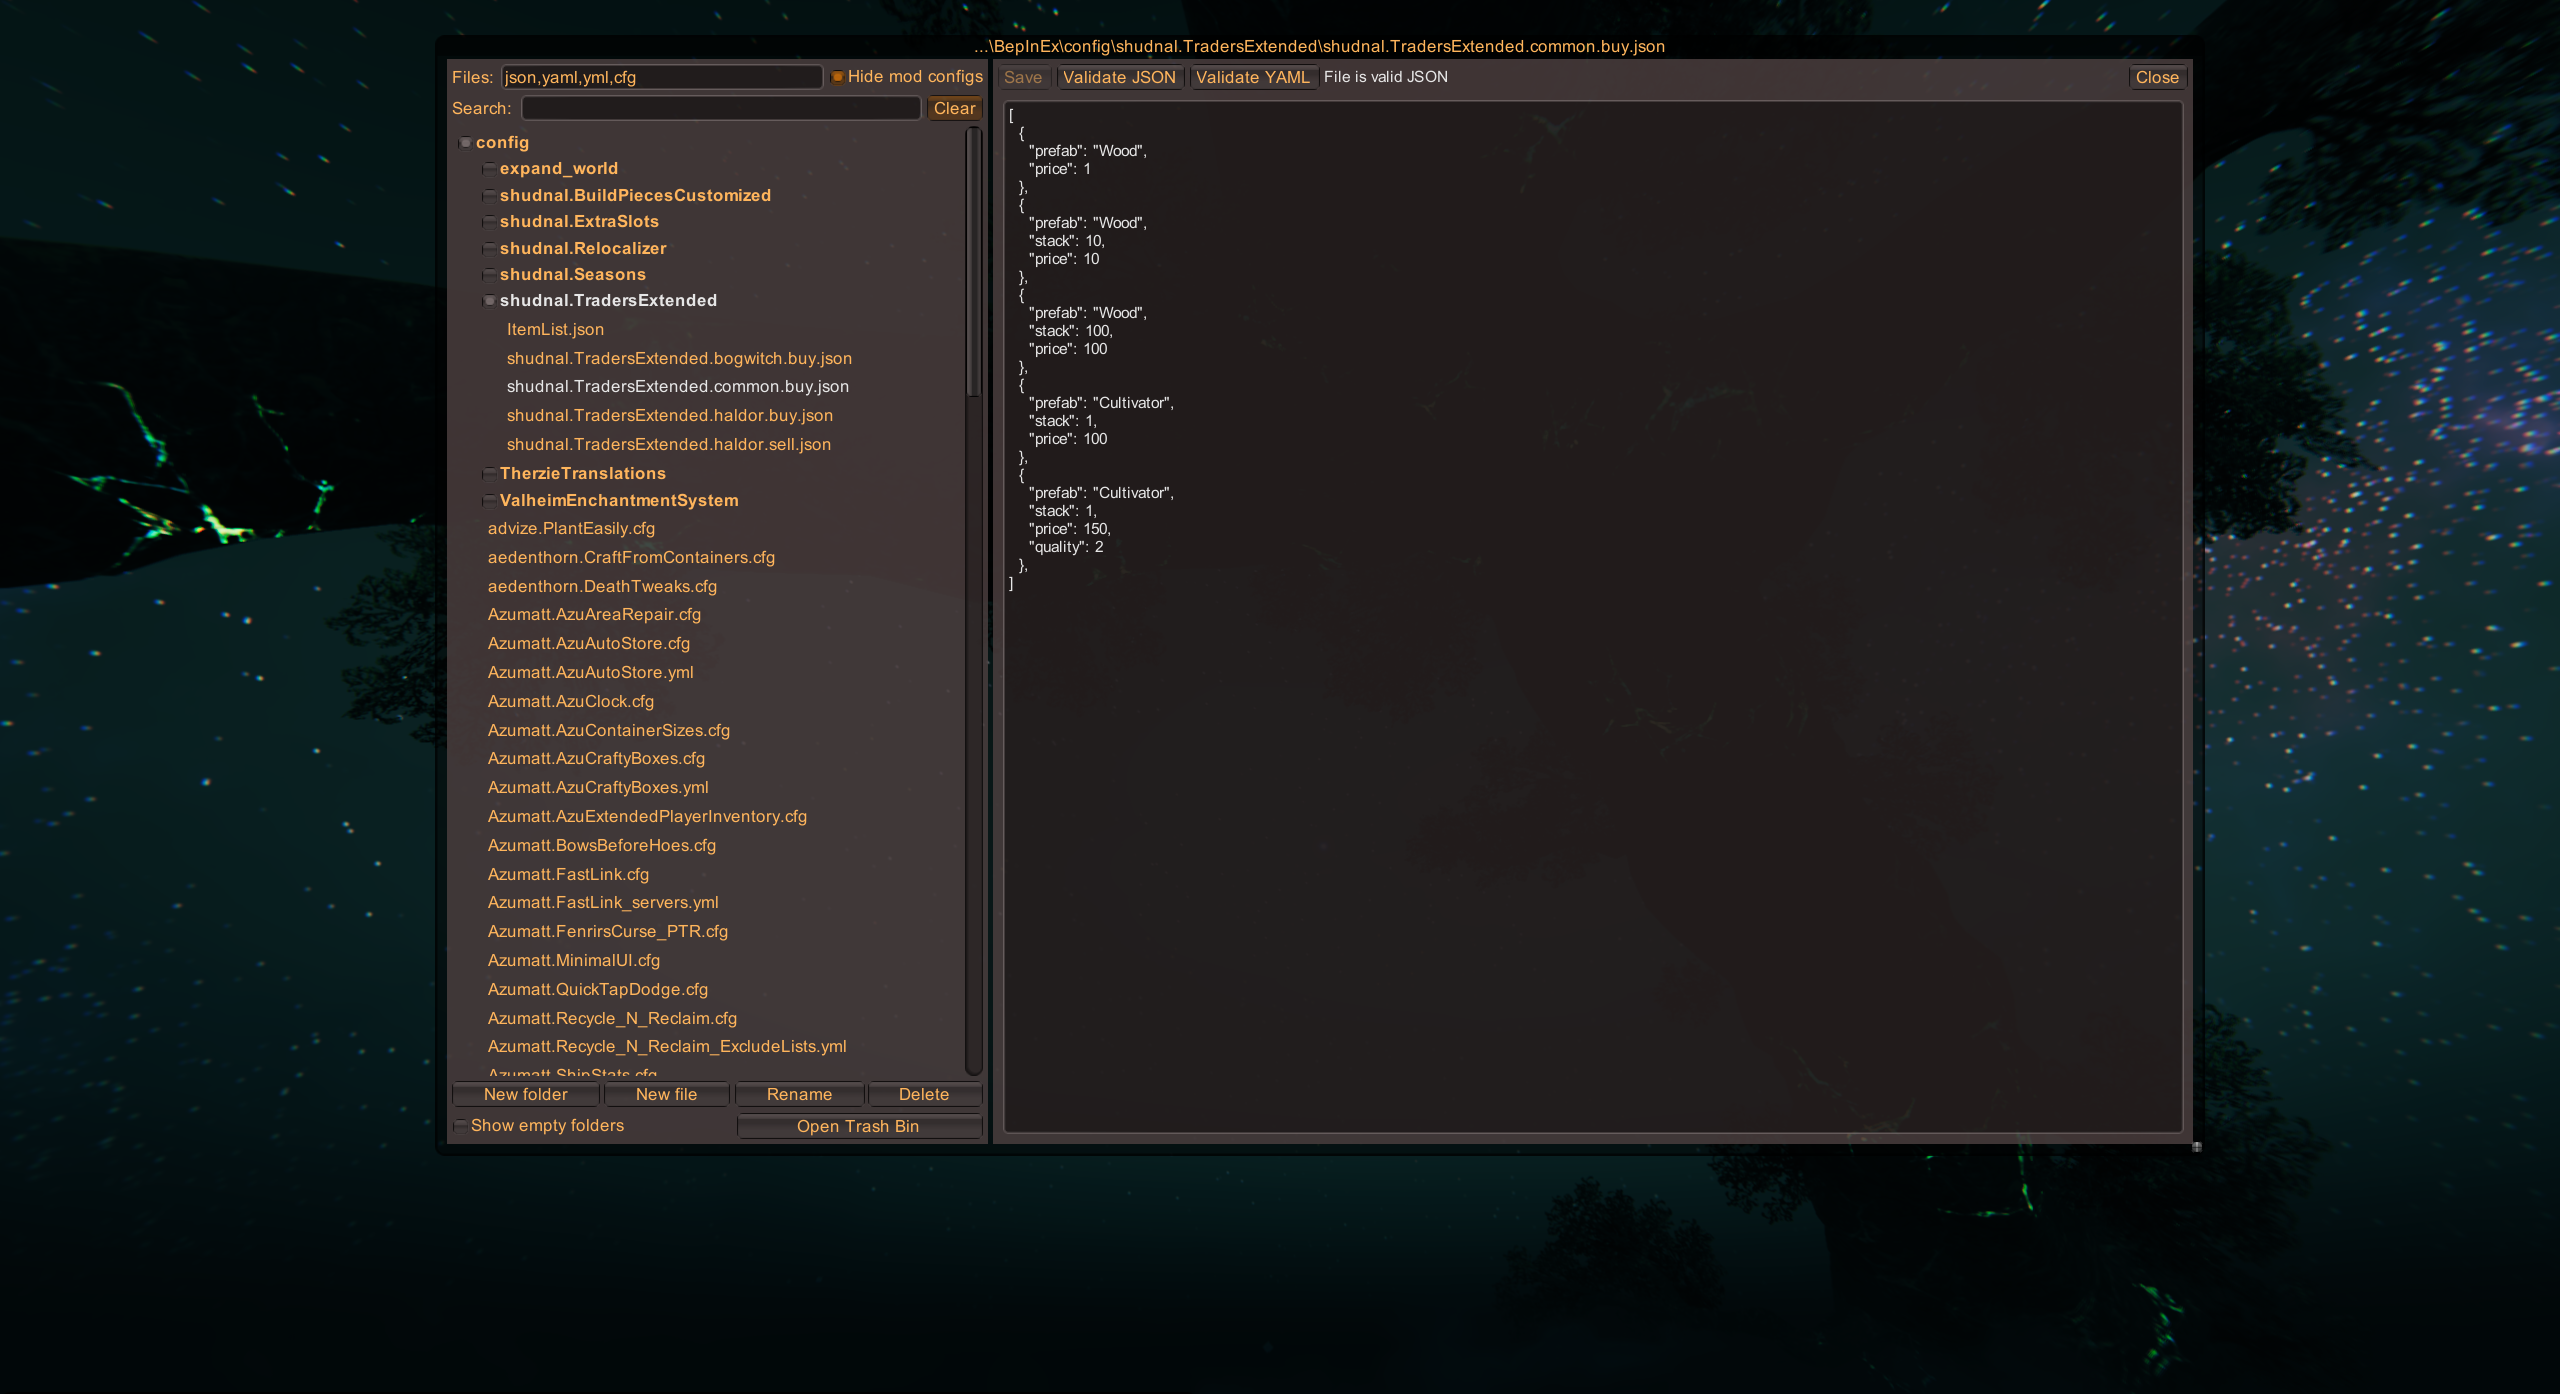 ...\BepInEx\config\shudnal.TradersExtended\shudnal.TradersExtended.common.buy.json
Files: json,yaml,yml,cfg Hide mod configs
Search: Clear
config
expand_world
shudnal.BuildPiecesCustomized
shudnal.ExtraSlots
shudnal.Relocalizer
shudnal.Seasons
shudnal.TradersExtended
ItemList.json
shudnal.TradersExtended.bogwitch.buy.json
shudnal.TradersExtended.common.buy.json
shudnal.TradersExtended.haldor.buy.json
shudnal.TradersExtended.haldor.sell.json
TherzieTranslations
ValheimEnchantmentSystem
advize.PlantEasily.cfg
aedenthorn.CraftFromContainers.cfg
aedenthorn.DeathTweaks.cfg
Azumatt.AzuAreaRepair.cfg
Azumatt.AzuAutoStore.cfg
Azumatt.AzuAutoStore.yml
Azumatt.AzuClock.cfg
Azumatt.AzuContainerSizes.cfg
Azumatt.AzuCraftyBoxes.cfg
Azumatt.AzuCraftyBoxes.yml
Azumatt.AzuExtendedPlayerInventory.cfg
Azumatt.BowsBeforeHoes.cfg
Azumatt.FastLink.cfg
Azumatt.FastLink_servers.yml
Azumatt.FenrirsCurse_PTR.cfg
Azumatt.MinimalUI.cfg
Azumatt.QuickTapDodge.cfg
Azumatt.Recycle_N_Reclaim.cfg
Azumatt.Recycle_N_Reclaim_ExcludeLists.yml
Azumatt.ShipStats.cfg
New folder New file Rename Delete
Show empty folders Open Trash Bin
Save Validate JSON Validate YAML File is valid JSON Close
[
{
"prefab": "Wood",
"price": 1
},
{
"prefab": "Wood",
"stack": 10,
"price": 10
},
{
"prefab": "Wood",
"stack": 100,
"price": 100
},
{
"prefab": "Cultivator",
"stack": 1,
"price": 100
},
{
"prefab": "Cultivator",
"stack": 1,
"price": 150,
"quality": 2
},
]